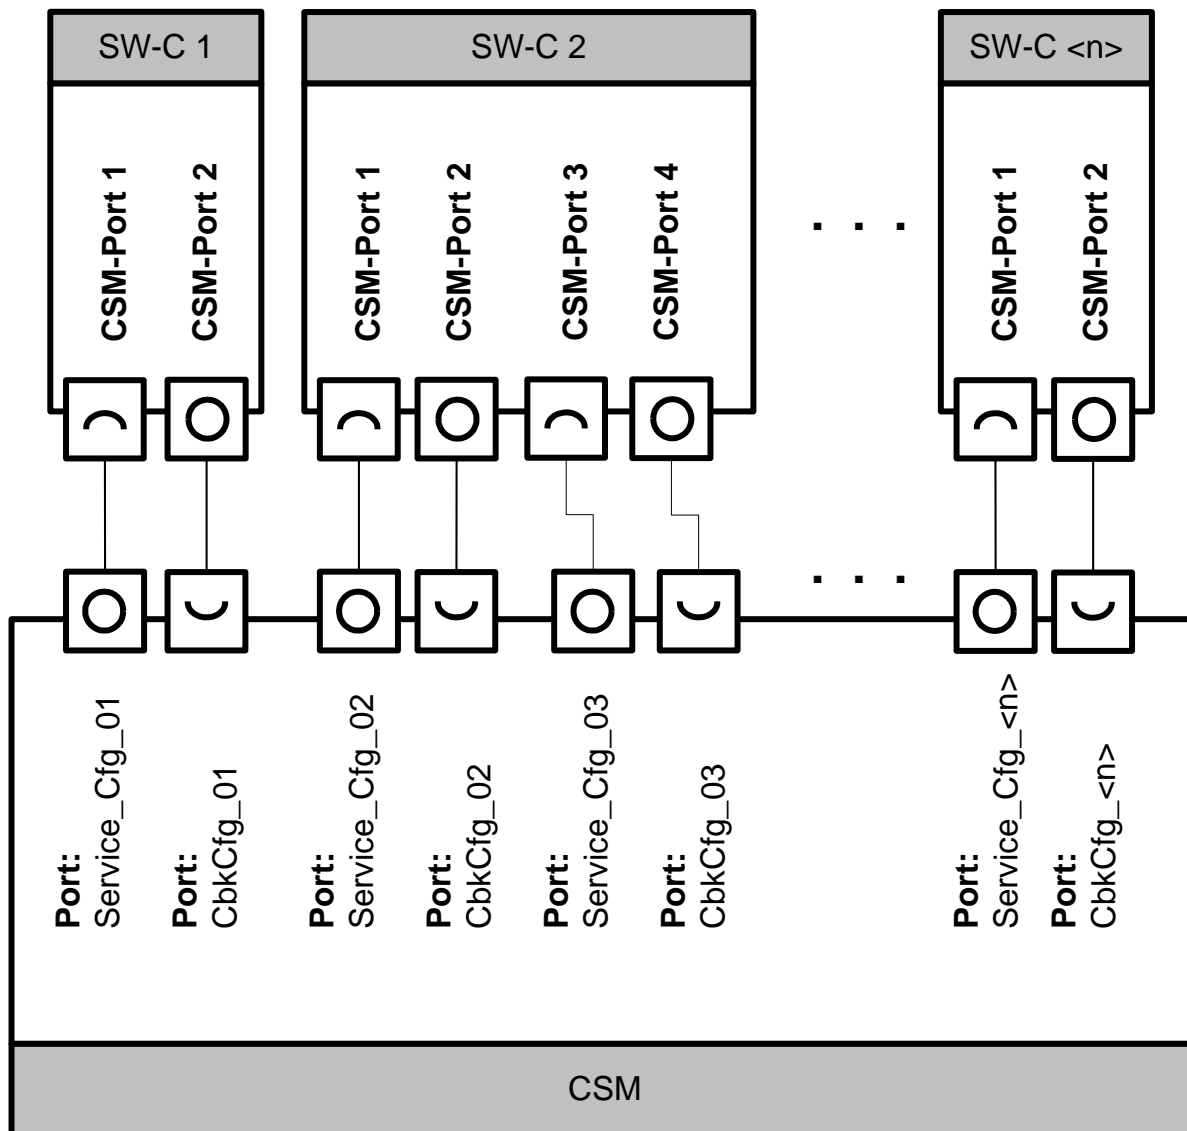 SW-C 1
SW-C 2
SW-C <n>
CSM-Port 1
CSM-Port 2
CSM-Port 1
CSM-Port 2
CSM-Port 3
CSM-Port 4
. . .
CSM-Port 1
CSM-Port 2
. . .
Port:
Service_Cfg_01
Port:
CbkCfg_01
Port:
Service_Cfg_02
Port:
CbkCfg_02
Port:
Service_Cfg_03
Port:
CbkCfg_03
Port:
Service_Cfg_<n>
Port:
CbkCfg_<n>
CSM